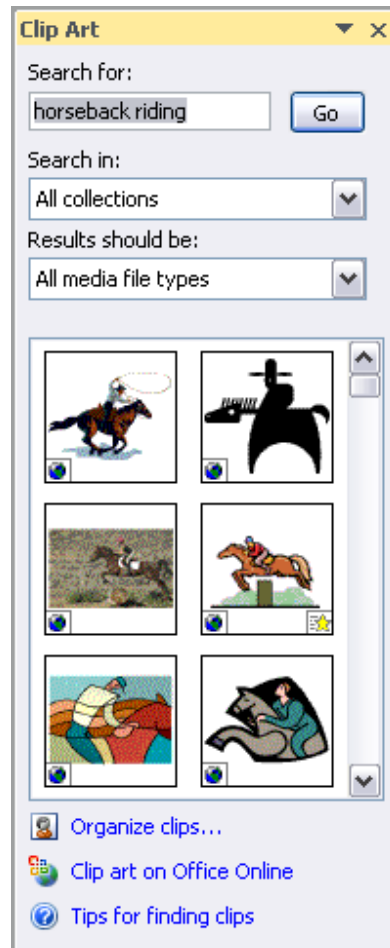 Clip Art
Search for:
horseback riding
Go
Search in:
All collections
Results should be:
All media file types
Organize clips...
Clip art on Office Online
Tips for finding clips